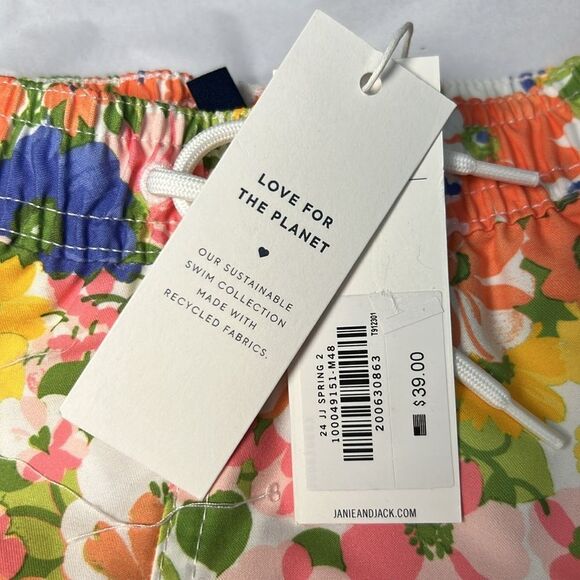 LOVE FOR
THE PLANET
OUR SUSTAINABLE
SWIM COLLECTION
MADE WITH
RECYCLED FABRICS.
24 JJ SPRING 2
100049151-M48
200630863
T912301
$39.00
JANIEANDJACK.COM